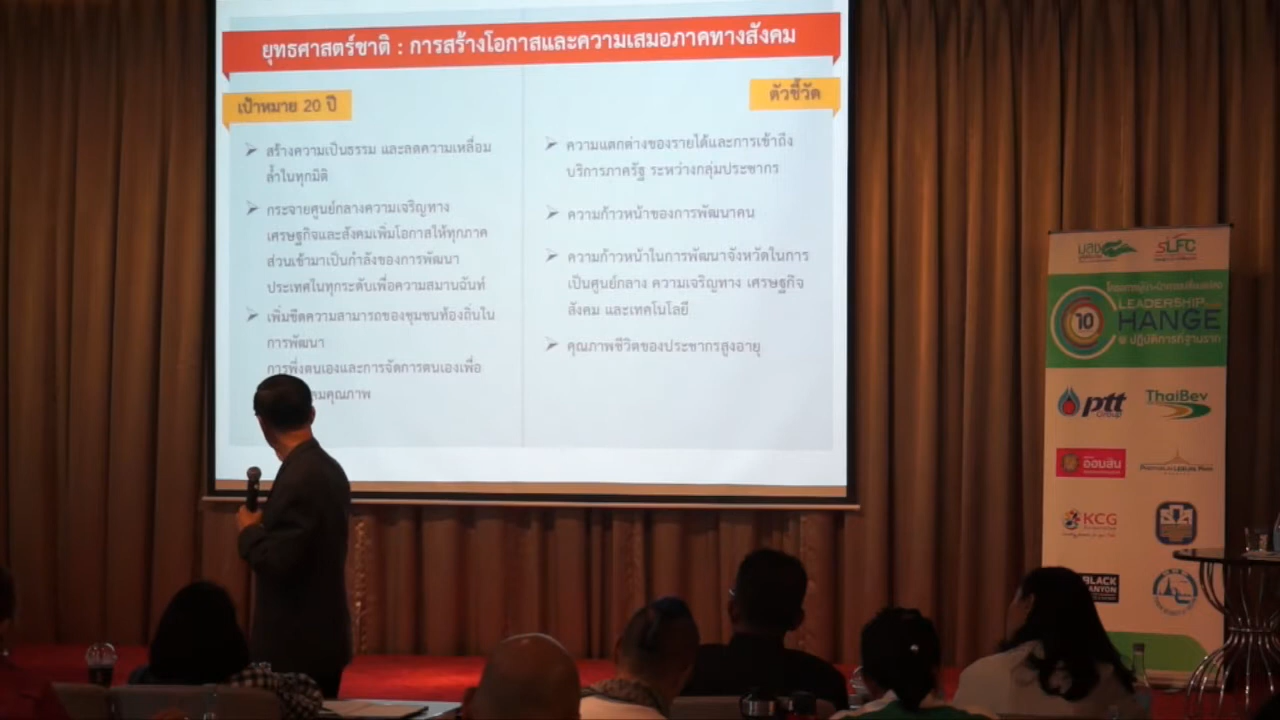 ยุทธศาสตร์ชาติ : การสร้างโอกาสและความเสมอภาคทางสังคม
เป้าหมาย 20 ปี
สร้างความเป็นธรรม และลดความเหลื่อม
ล้ำในทุกมิติ
กระจายศูนย์กลางความเจริญทาง
เศรษฐกิจและสังคมเพิ่มโอกาสให้ทุกภาค
ส่วนเข้ามาเป็นกำลังของการพัฒนา
ประเทศในทุกระดับเพื่อความสมานฉันท์
เพิ่มขีดความสามารถของชุมชนท้องถิ่นใน
การพัฒนา
การพึ่งตนเองและการจัดการตนเองเพื่อ
คุณภาพ
ตัวชี้วัด
ความแตกต่างของรายได้และการเข้าถึง
บริการภาครัฐ ระหว่างกลุ่มประชากร
ความก้าวหน้าของการพัฒนาคน
ความก้าวหน้าในการพัฒนาจังหวัดในการ
เป็นศูนย์กลาง ความเจริญทาง เศรษฐกิจ
สังคม และเทคโนโลยี
คุณภาพชีวิตของประชากรสูงอายุ
SLFC
LEADERSHIP
10 HANGE
@ ปฏิบัติการที่ฐานราก
ptt
Group
ThaiBev
ออมสิน
KCG
BLACK